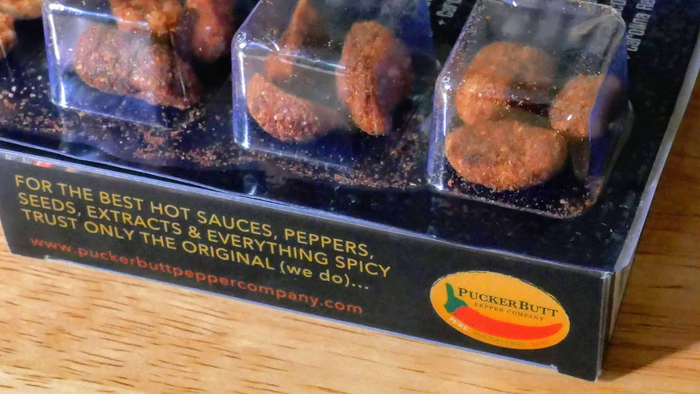 FOR THE BEST HOT SAUCES, PEPPERS,
SEEDS, EXTRACTS & EVERYTHING SPICY
TRUST ONLY THE ORIGINAL (we do)...
www.puckerbuttpeppercompany.com
PUCKERBUTT
PEPPER COMPANY